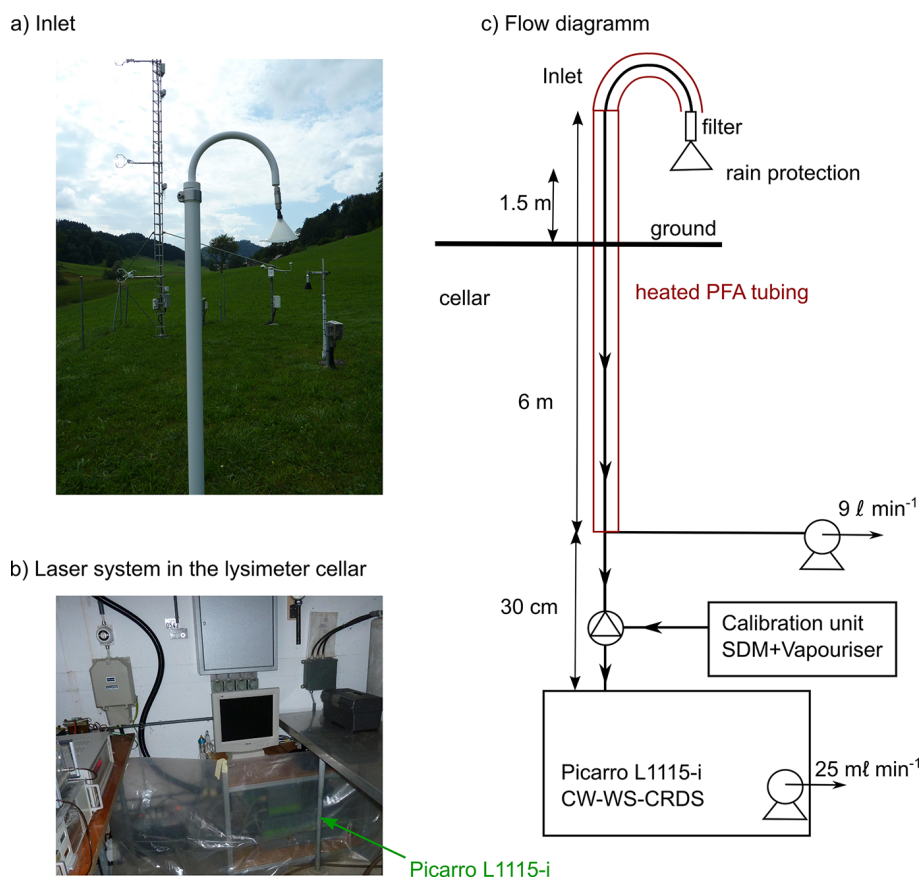 a) Inlet
c) Flow diagramm
Inlet
filter
rain protection
1.5 m
ground
cellar
heated PFA tubing
6 m
9 ℓ min-1
b) Laser system in the lysimeter cellar
30 cm
Calibration unit
SDM+Vapouriser
Picarro L1115-i
CW-WS-CRDS
25 mℓ min-1
Picarro L1115-i